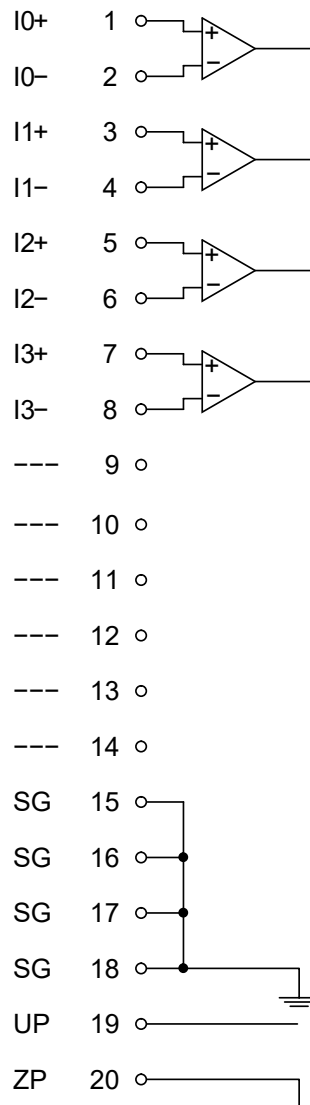 I0+ 1
+
I0− 2
−
I1+ 3
+
I1− 4
−
I2+ 5
+
I2− 6
−
I3+ 7
+
I3− 8
−
--- 9
--- 10
--- 11
--- 12
--- 13
--- 14
SG 15
SG 16
SG 17
SG 18
UP 19
ZP 20